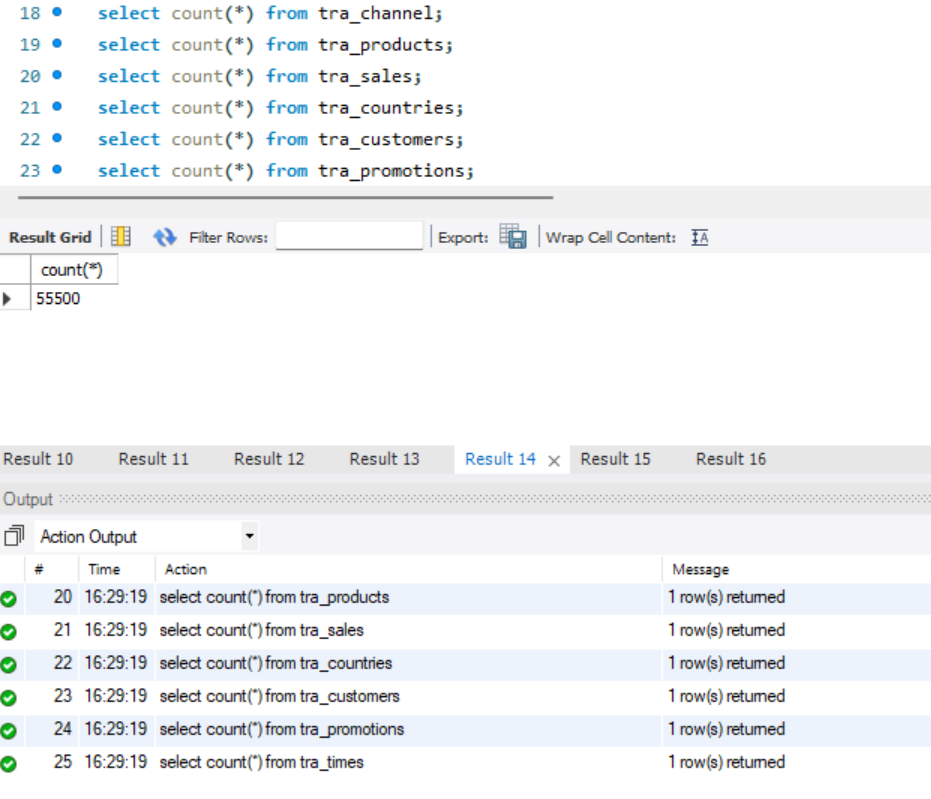 18 select count(*) from tra_channel;
19 select count(*) from tra_products;
20 select count(*) from tra_sales;
21 select count(*) from tra_countries;
22 select count(*) from tra_customers;
23 select count(*) from tra_promotions;
Result Grid Filter Rows: Export: Wrap Cell Content: IA
count(*)
55500
Result 10 Result 11 Result 12 Result 13 Result 14 × Result 15 Result 16
Output
Action Output
# Time Action Message
20 16:29:19 select count(*) from tra_products 1 row(s) returned
21 16:29:19 select count(*) from tra_sales 1 row(s) returned
22 16:29:19 select count(*) from tra_countries 1 row(s) returned
23 16:29:19 select count(*) from tra_customers 1 row(s) returned
24 16:29:19 select count(*) from tra_promotions 1 row(s) returned
25 16:29:19 select count(*) from tra_times 1 row(s) returned